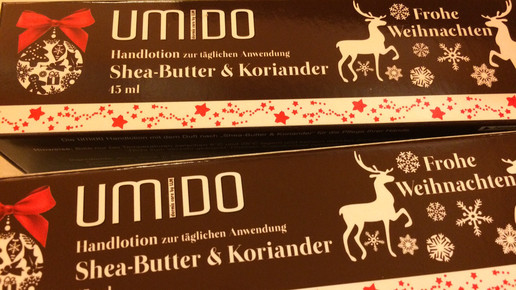 UMIDO
Handlotion zur täglichen Anwendung
Shea-Butter & Koriander
45 ml
Frohe
Weihnachten
UMIDO
Handlotion zur täglichen Anwendung
Shea-Butter & Koriander
Frohe
Weihnachten